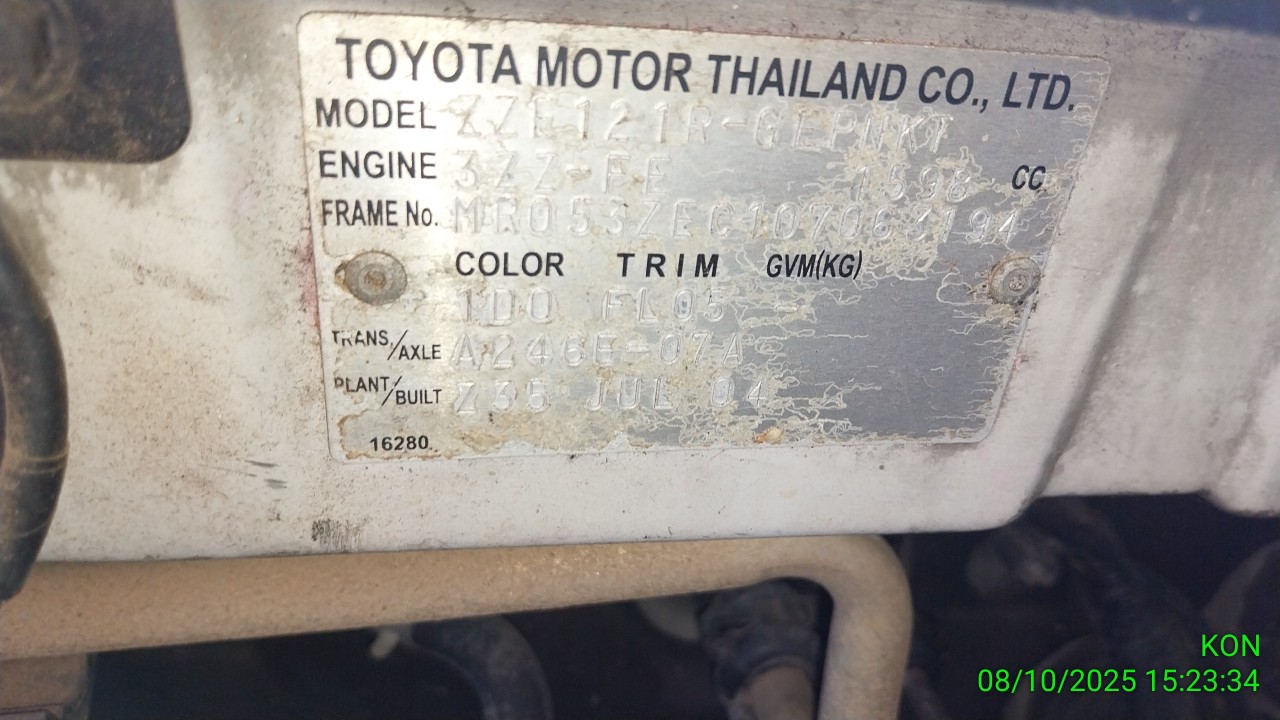 TOYOTA MOTOR THAILAND CO., LTD.
MODEL ZZE121R-GEPNKT
ENGINE 3ZZ-FE 1598 CC
FRAME No. MR053ZEC107063194
COLOR TRIM GVM(KG)
1D0 FL05 -
TRANS/AXLE A246E-07A
PLANT/BUILT Z35 JUL 04
16280
KON
08/10/2025 15:23:34